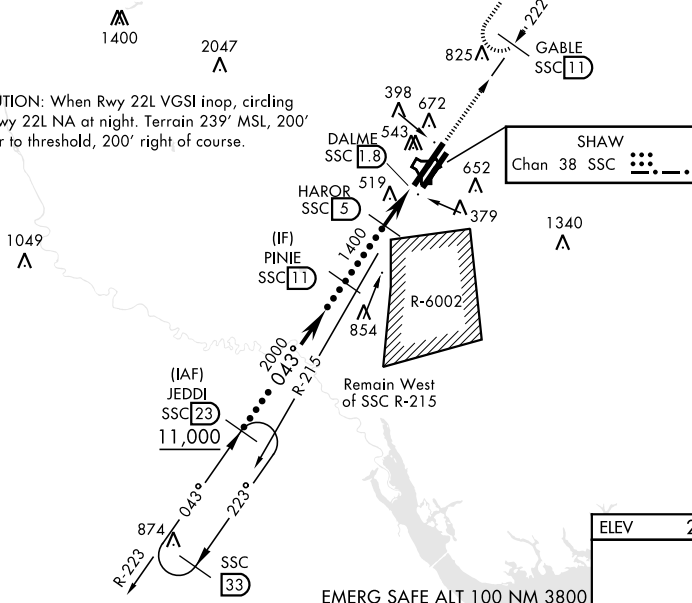 1400
2047
222
825
GABLE
SSC 11
UTION: When Rwy 22L VGSI inop, circling
wy 22L NA at night. Terrain 239' MSL, 200'
r to threshold, 200' right of course.
398
672
543
DALME
SSC 1.8
SHAW
Chan 38 SSC
519
652
HAROR
SSC 5
379
1049
1340
(IF)
PINIE
SSC 11
1400
R-6002
854
2000
043°
R-215
Remain West
of SSC R-215
(IAF)
JEDDI
SSC 23
11,000
043°
223°
874
R-223
SSC
33
ELEV 2
EMERG SAFE ALT 100 NM 3800